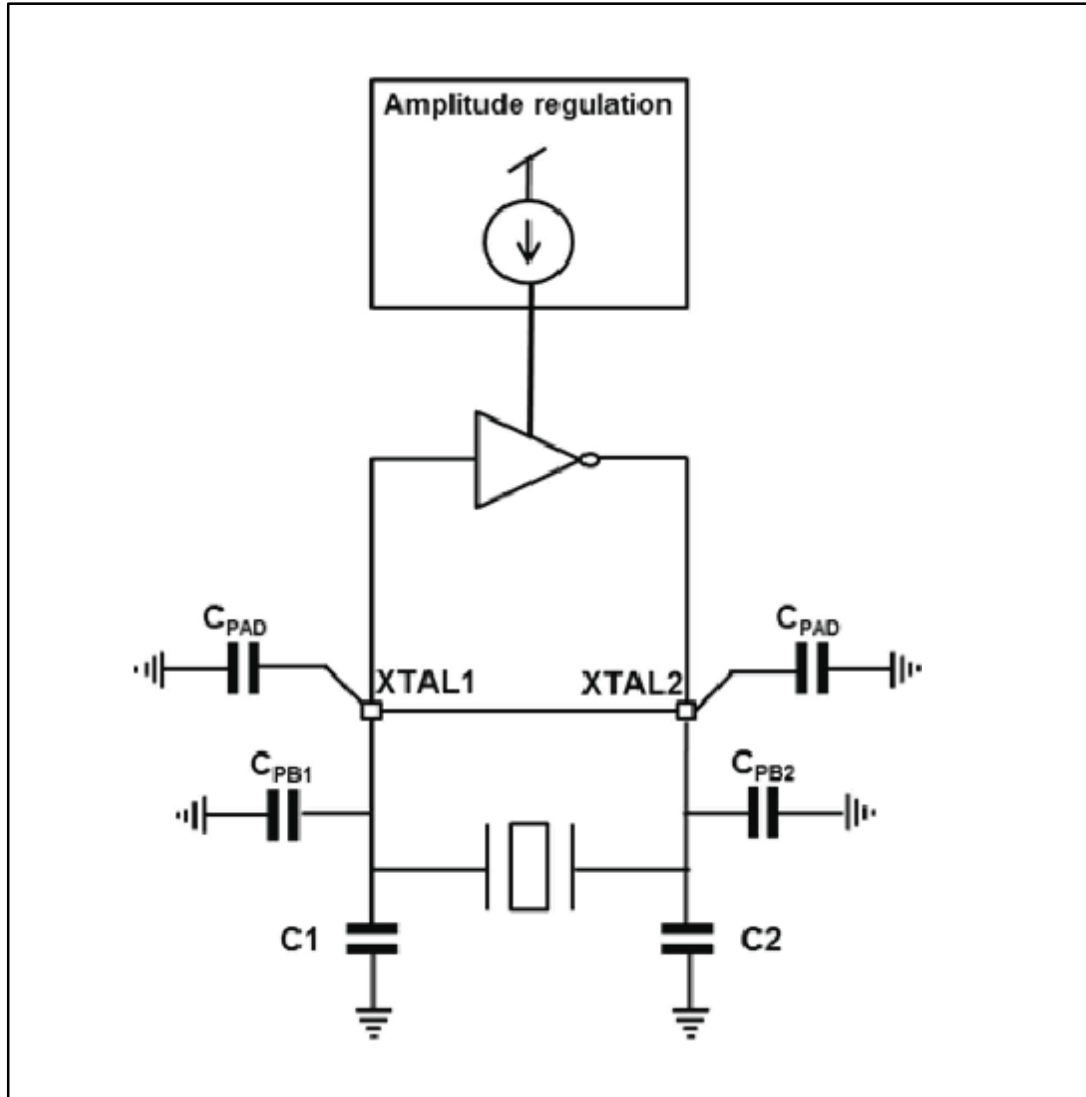 Amplitude regulation
CPAD
CPAD
XTAL1
XTAL2
CPB1
CPB2
C1
C2